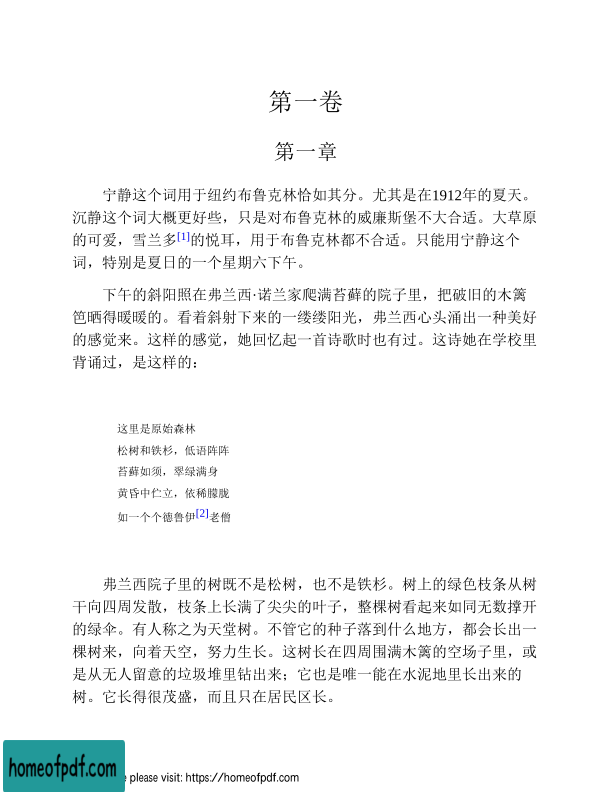 第一卷
第一章
宁静这个词用于纽约布鲁克林恰如其分。尤其是在1912年的夏天。
沉静这个词大概更好些，只是对布鲁克林的威廉斯堡不大合适。大草原
的可爱，雪兰多[1]的悦耳，用于布鲁克林都不合适。只能用宁静这个
词，特别是夏日的一个星期六下午。
下午的斜阳照在弗兰西·诺兰家爬满苔藓的院子里，把破旧的木篱
笆晒得暖暖的。看着斜射下来的一缕缕阳光，弗兰西心头涌出一种美好
的感觉来。这样的感觉，她回忆起一首诗歌时也有过。这诗她在学校里
背诵过，是这样的：
这里是原始森林
松树和铁杉，低语阵阵
苔藓如须，翠绿满身
黄昏中伫立，依稀朦胧
如一个个德鲁伊[2]老僧
弗兰西院子里的树既不是松树，也不是铁杉。树上的绿色枝条从树
干向四周发散，枝条上长满了尖尖的叶子，整棵树看起来如同无数撑开
的绿伞。有人称之为天堂树。不管它的种子落到什么地方，都会长出一
棵树来，向着天空，努力生长。这树长在四周围满木篱的空场子里，或
是从无人留意的垃圾堆里钻出来；它也是唯一能在水泥地里长出来的
树。它长得很茂盛，而且只在居民区长。
homeofpdf.com
please visit: https://homeofpdf.com